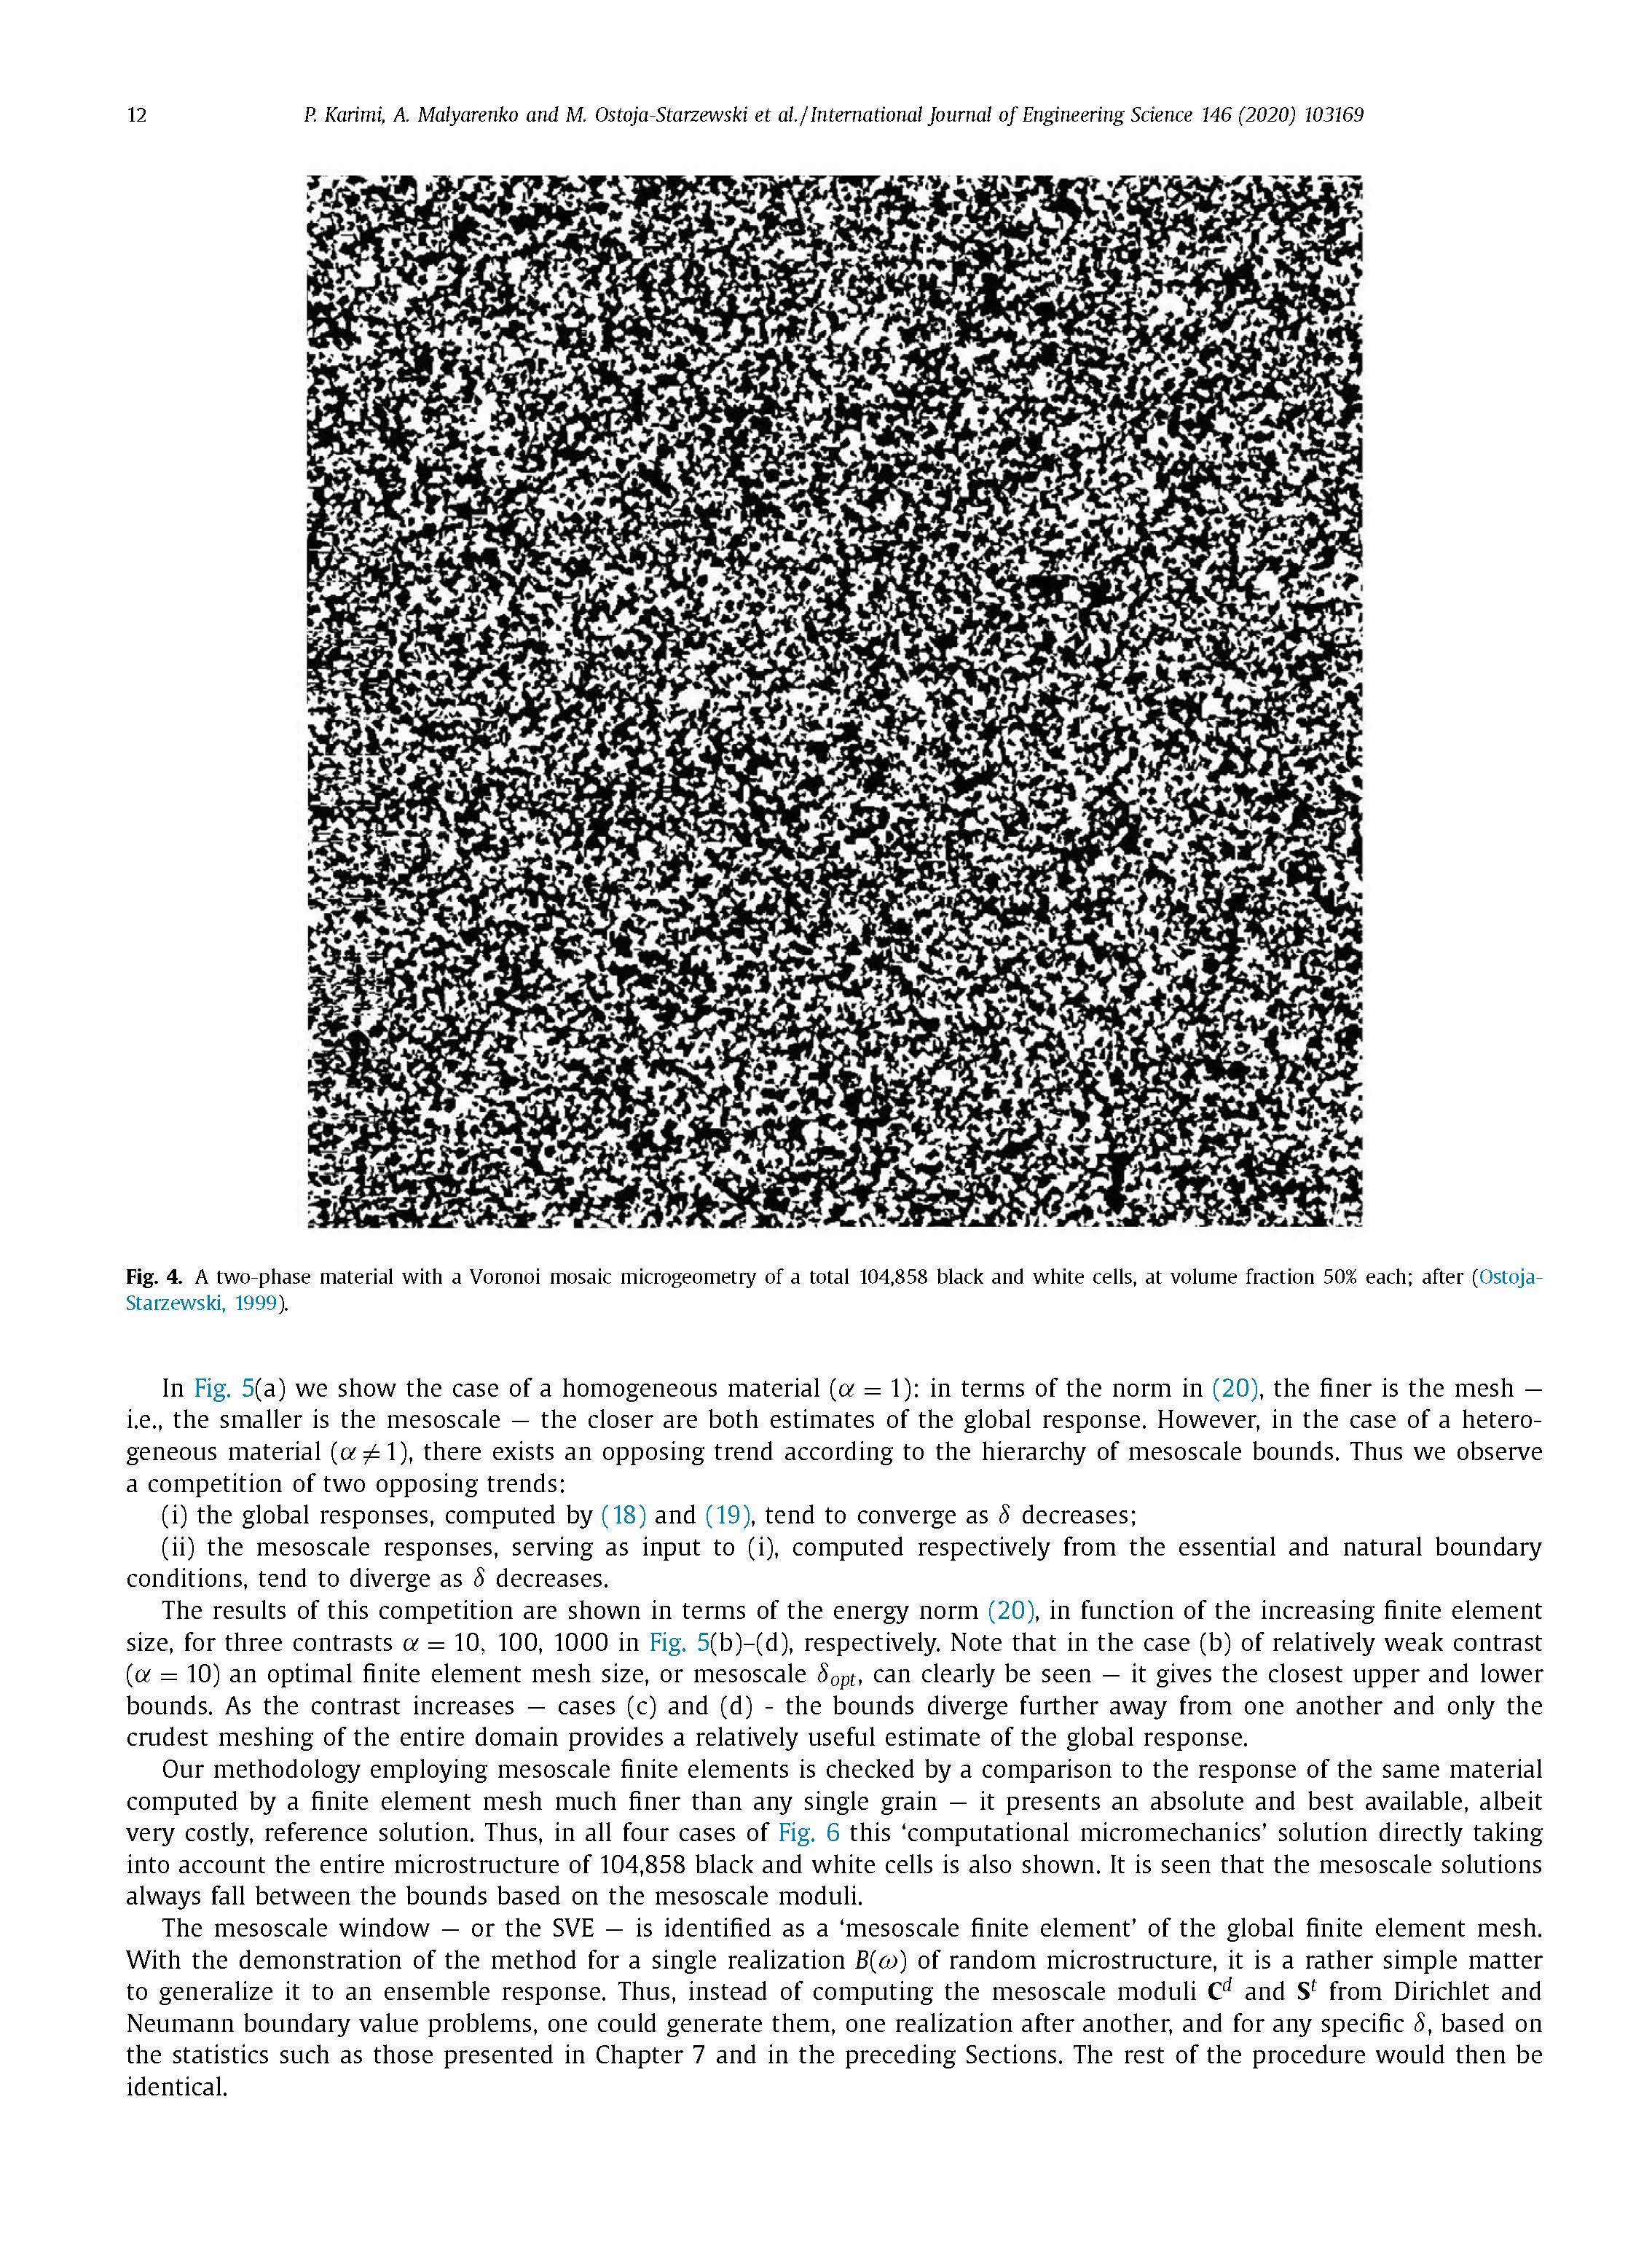 12
P. Karimi, A. Malyarenko and M. Ostoja-Starzewski et al. / International Journal of Engineering Science 146 (2020) 103169
Fig. 4. A two-phase material with a Voronoi mosaic microgeometry of a total 104,858 black and white cells, at volume fraction 50% each; after (Ostoja-
Starzewski, 1999).
In Fig. 5(a) we show the case of a homogeneous material (α = 1): in terms of the norm in (20), the finer is the mesh —
i.e., the smaller is the mesoscale — the closer are both estimates of the global response. However, in the case of a hetero-
geneous material (α ≠ 1), there exists an opposing trend according to the hierarchy of mesoscale bounds. Thus we observe
a competition of two opposing trends:
(i) the global responses, computed by (18) and (19), tend to converge as δ decreases;
(ii) the mesoscale responses, serving as input to (i), computed respectively from the essential and natural boundary
conditions, tend to diverge as δ decreases.
The results of this competition are shown in terms of the energy norm (20), in function of the increasing finite element
size, for three contrasts α = 10, 100, 1000 in Fig. 5(b)–(d), respectively. Note that in the case (b) of relatively weak contrast
(α = 10) an optimal finite element mesh size, or mesoscale δopt, can clearly be seen — it gives the closest upper and lower
bounds. As the contrast increases — cases (c) and (d) - the bounds diverge further away from one another and only the
crudest meshing of the entire domain provides a relatively useful estimate of the global response.
Our methodology employing mesoscale finite elements is checked by a comparison to the response of the same material
computed by a finite element mesh much finer than any single grain — it presents an absolute and best available, albeit
very costly, reference solution. Thus, in all four cases of Fig. 6 this ‘computational micromechanics’ solution directly taking
into account the entire microstructure of 104,858 black and white cells is also shown. It is seen that the mesoscale solutions
always fall between the bounds based on the mesoscale moduli.
The mesoscale window — or the SVE — is identified as a ‘mesoscale finite element’ of the global finite element mesh.
With the demonstration of the method for a single realization B(ω) of random microstructure, it is a rather simple matter
to generalize it to an ensemble response. Thus, instead of computing the mesoscale moduli Cᵈ and Sᵗ from Dirichlet and
Neumann boundary value problems, one could generate them, one realization after another, and for any specific δ, based on
the statistics such as those presented in Chapter 7 and in the preceding Sections. The rest of the procedure would then be
identical.